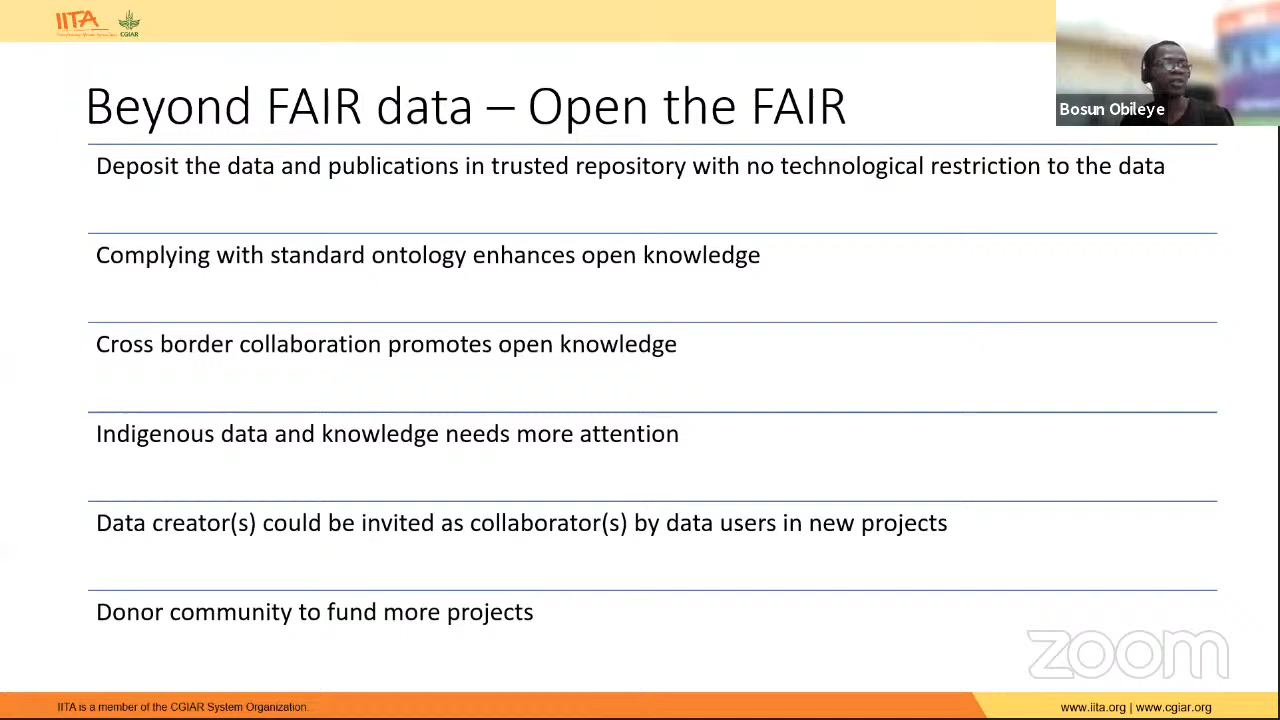 IITA
CGIAR
Bosun Obileye
Beyond FAIR data – Open the FAIR
Deposit the data and publications in trusted repository with no technological restriction to the data
Complying with standard ontology enhances open knowledge
Cross border collaboration promotes open knowledge
Indigenous data and knowledge needs more attention
Data creator(s) could be invited as collaborator(s) by data users in new projects
Donor community to fund more projects
zoom
IITA is a member of the CGIAR System Organization.
www.iita.org | www.cgiar.org